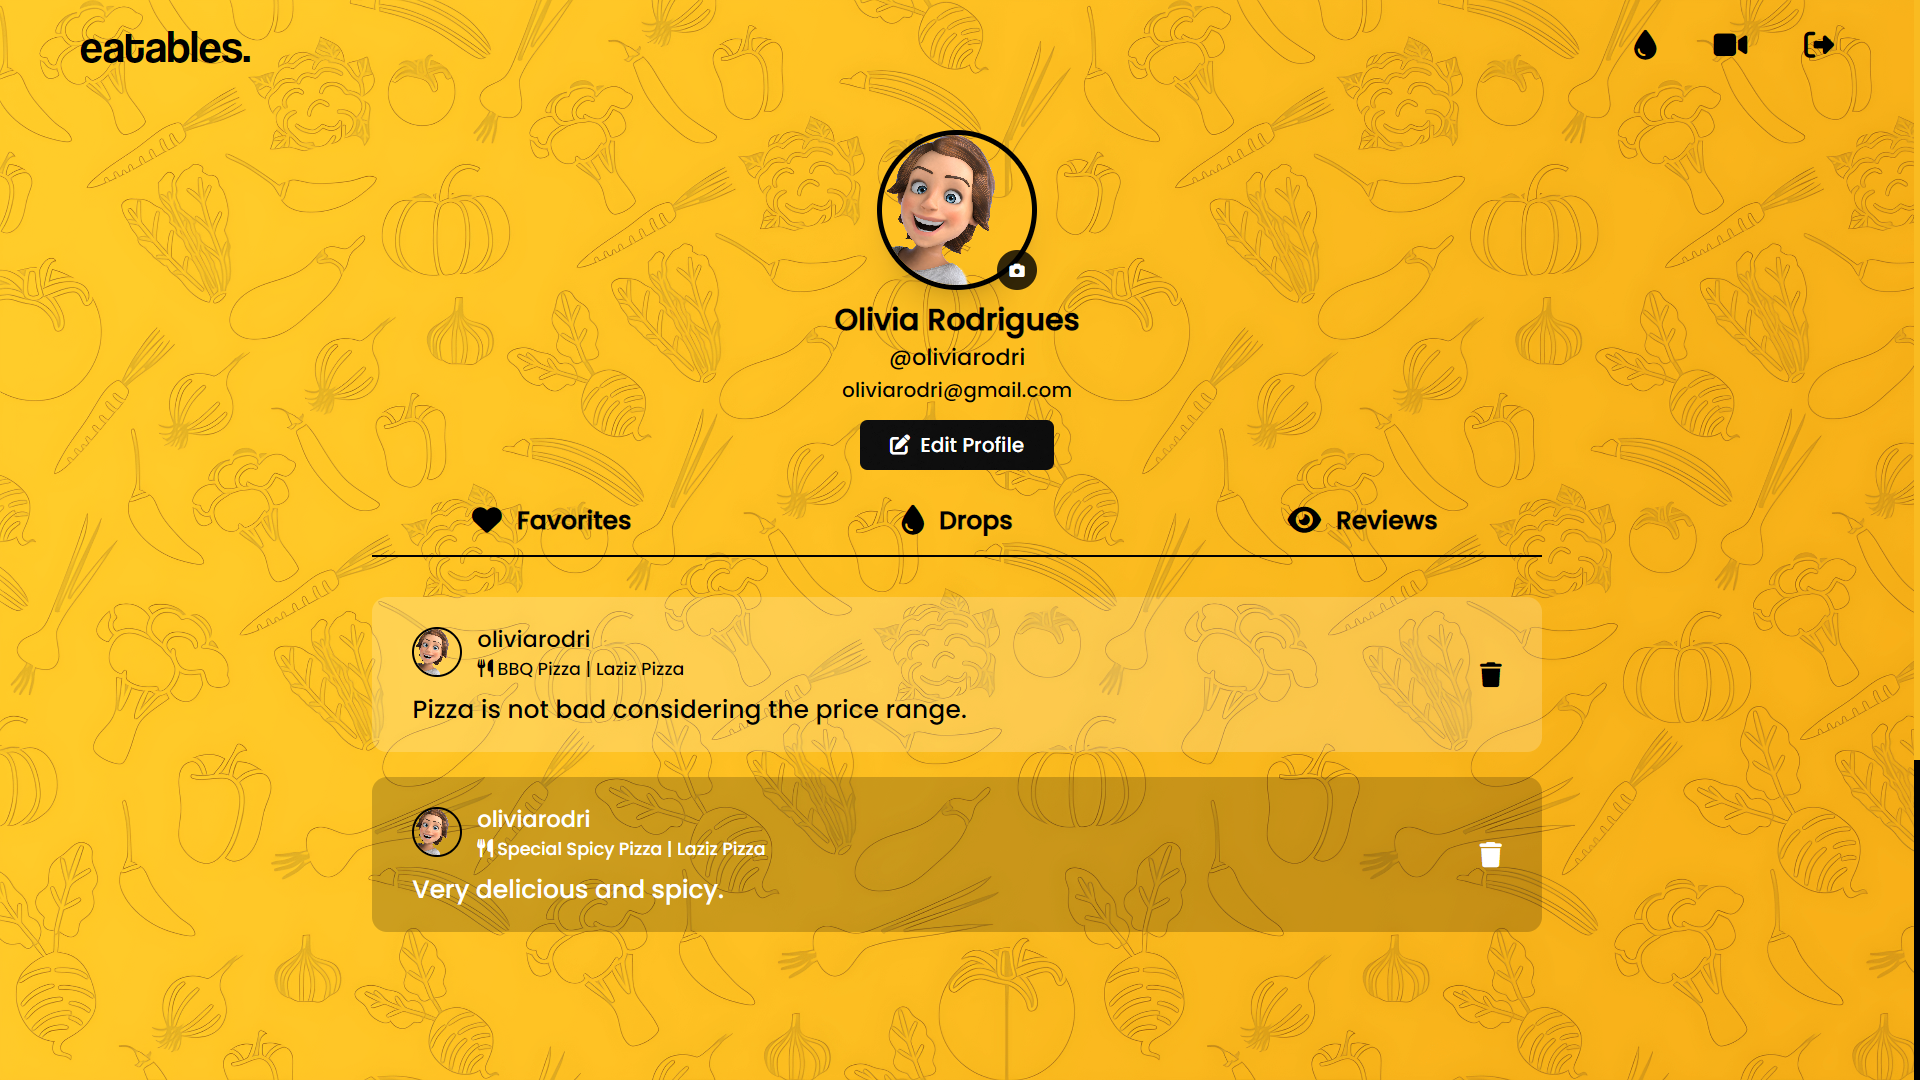 eatables.
Olivia Rodrigues
@oliviarodri
oliviarodri@gmail.com
Edit Profile
Favorites
Drops
Reviews
oliviarodri
BBQ Pizza | Laziz Pizza
Pizza is not bad considering the price range.
oliviarodri
Special Spicy Pizza | Laziz Pizza
Very delicious and spicy.